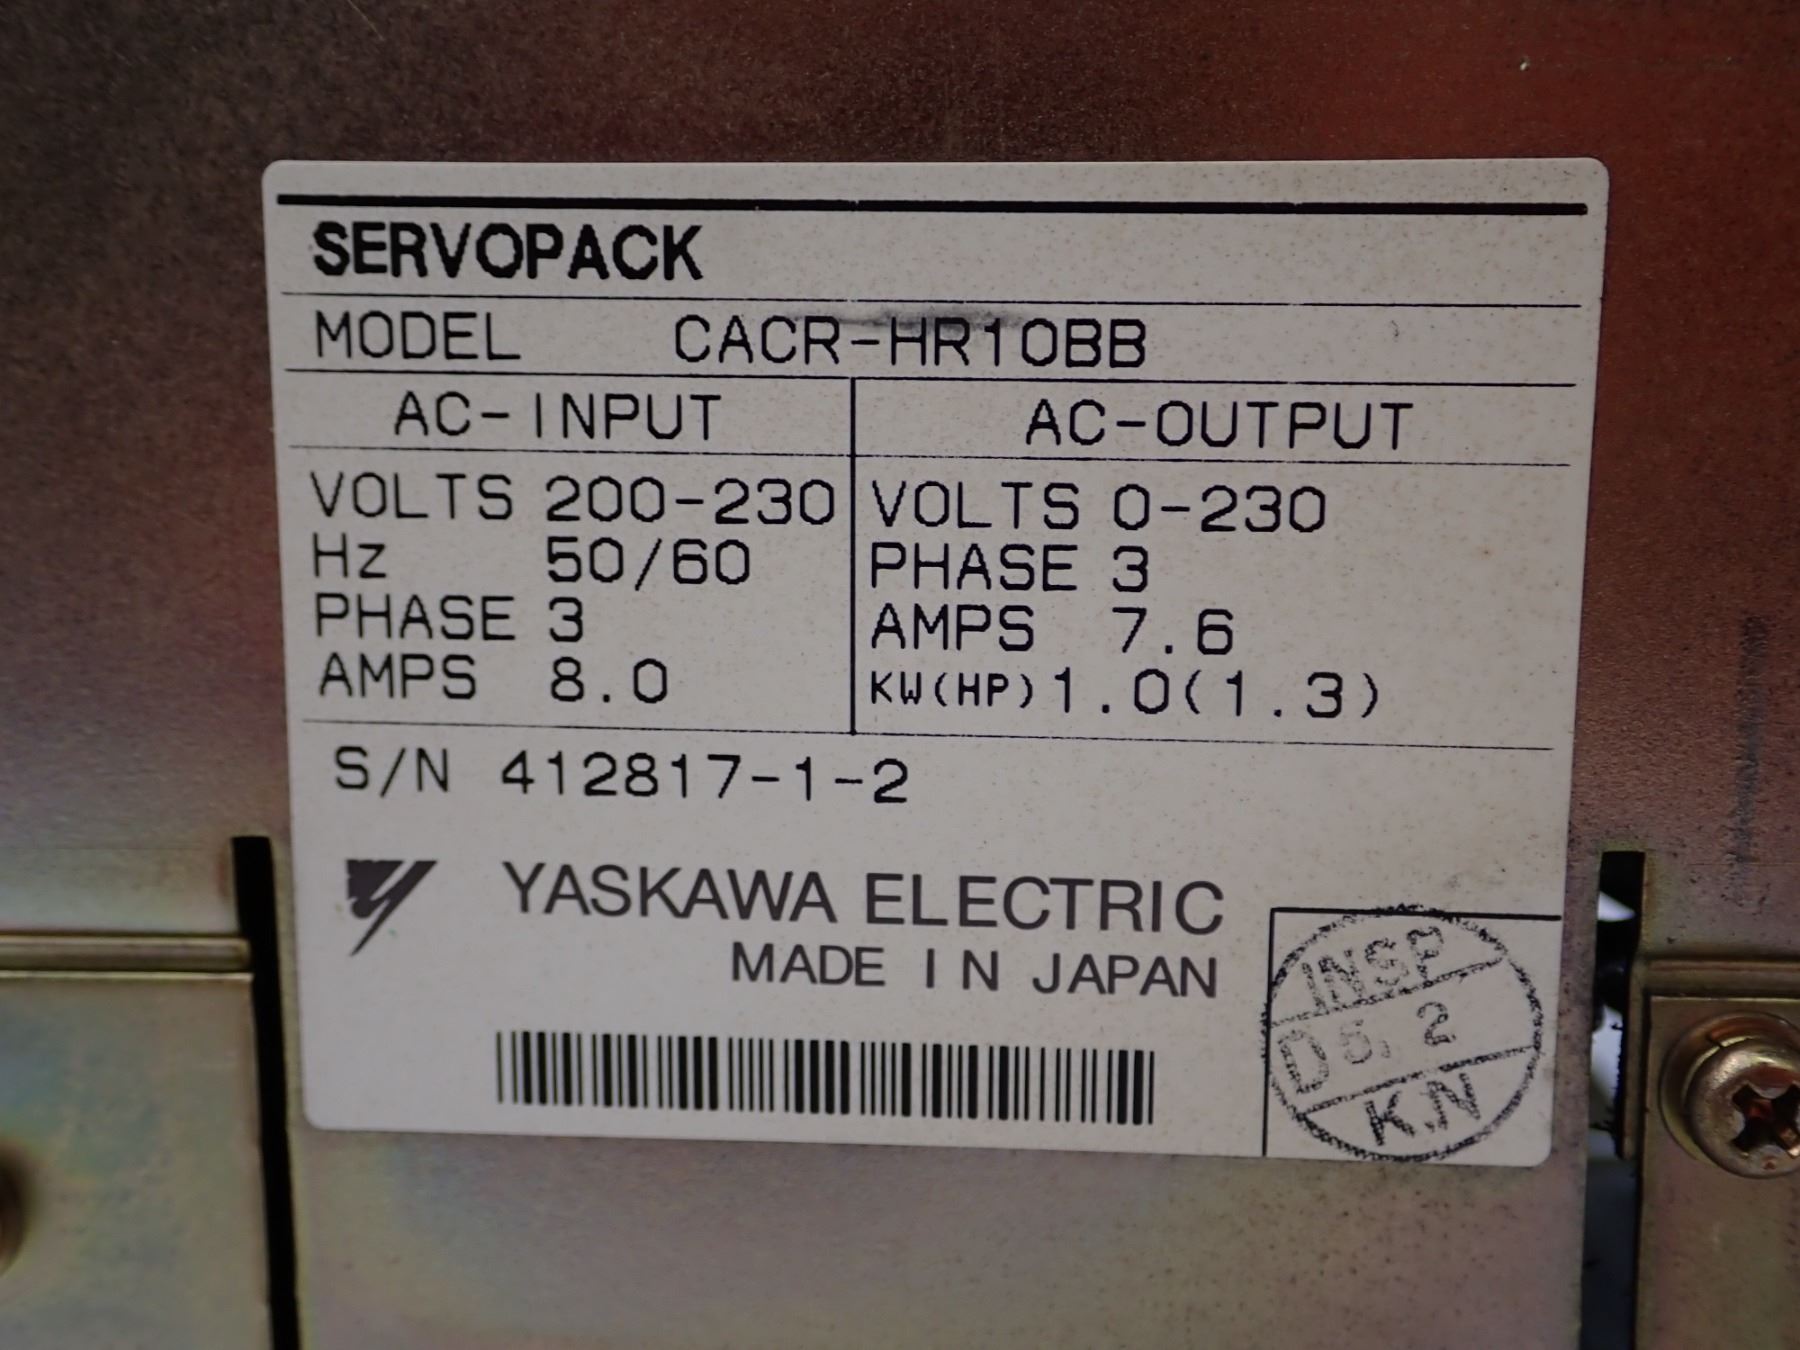 SERVOPACK
MODEL CACR-HR10BB
AC-INPUT AC-OUTPUT
VOLTS 200-230 VOLTS 0-230
Hz 50/60 PHASE 3
PHASE 3 AMPS 7.6
AMPS 8.0 KW(HP) 1.0(1.3)
S/N 412817-1-2
YASKAWA ELECTRIC
MADE IN JAPAN
INSP
D 5. 2
K.N